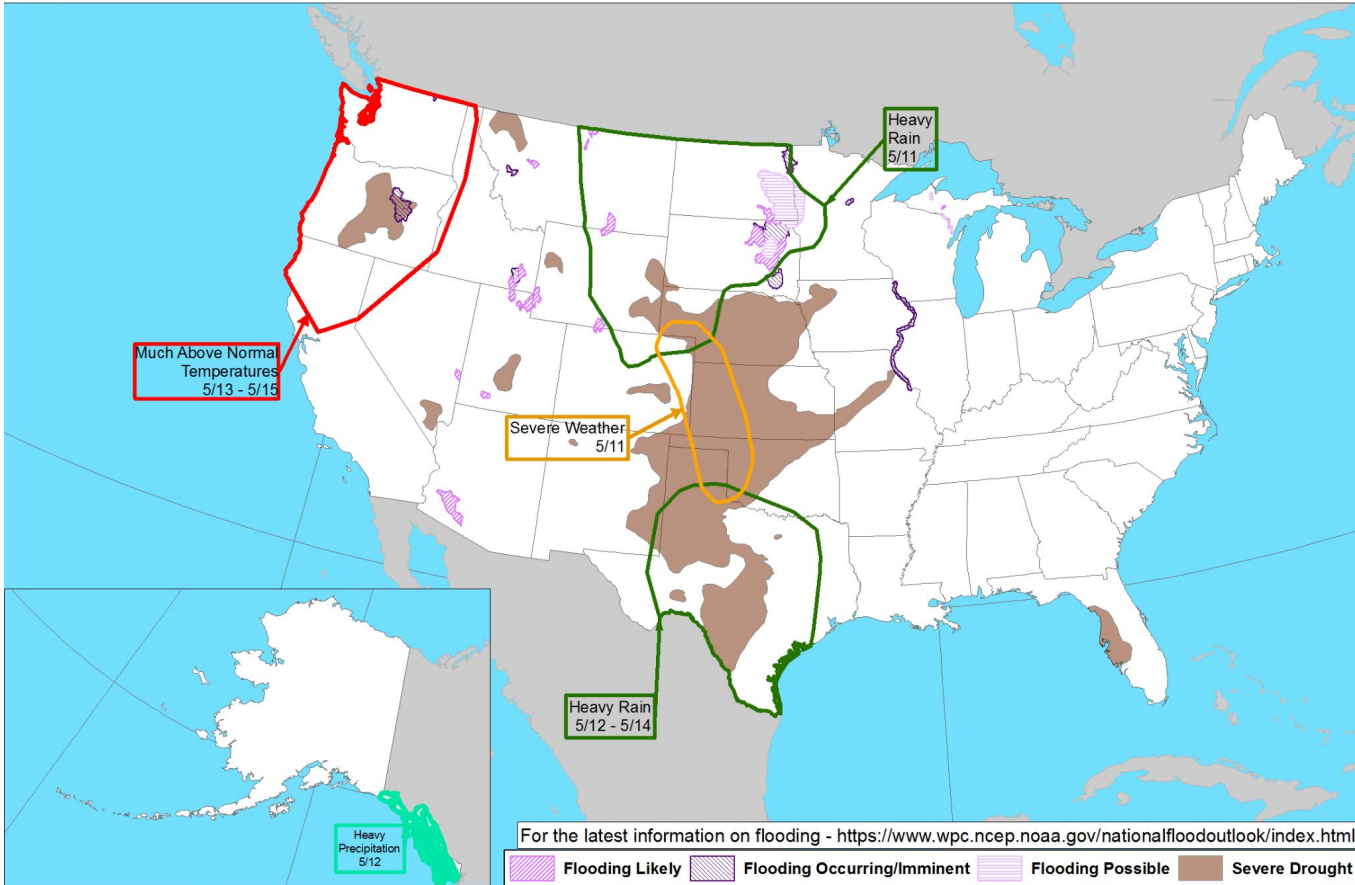 Heavy
Rain
5/11
Much Above Normal
Temperatures
5/13 - 5/15
Severe Weather
5/11
Heavy Rain
5/12 - 5/14
Heavy
Precipitation
5/12
For the latest information on flooding - https://www.wpc.ncep.noaa.gov/nationalfloodoutlook/index.html
Flooding Likely Flooding Occurring/Imminent Flooding Possible Severe Drought